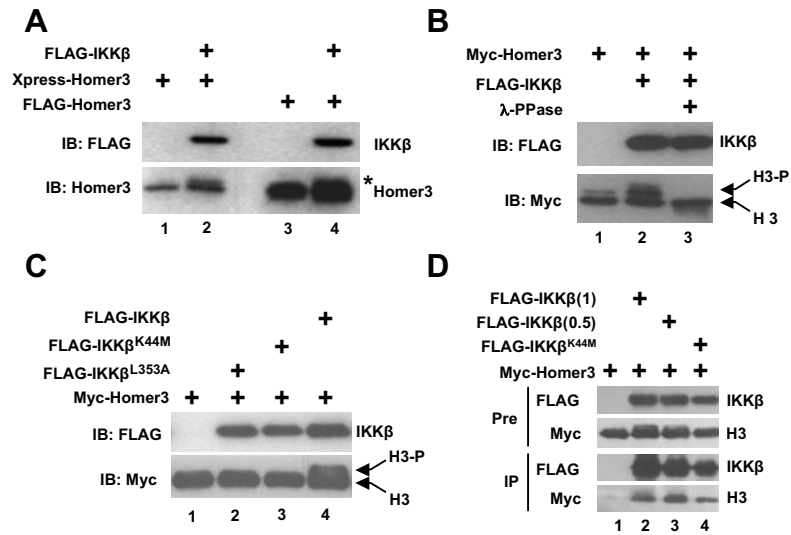 A
FLAG-IKKβ + +
Xpress-Homer3 + +
FLAG-Homer3 + +
IB: FLAG IKKβ
IB: Homer3 *Homer3
1 2 3 4
B
Myc-Homer3 + + +
FLAG-IKKβ + +
λ-PPase +
IB: FLAG IKKβ
IB: Myc H3-P
H 3
1 2 3
C
FLAG-IKKβ +
FLAG-IKKβK44M +
FLAG-IKKβL353A +
Myc-Homer3 + + + +
IB: FLAG IKKβ
IB: Myc H3-P
H3
1 2 3 4
D
FLAG-IKKβ(1) +
FLAG-IKKβ(0.5) +
FLAG-IKKβK44M +
Myc-Homer3 + + + +
Pre FLAG IKKβ
Myc H3
IP FLAG IKKβ
Myc H3
1 2 3 4